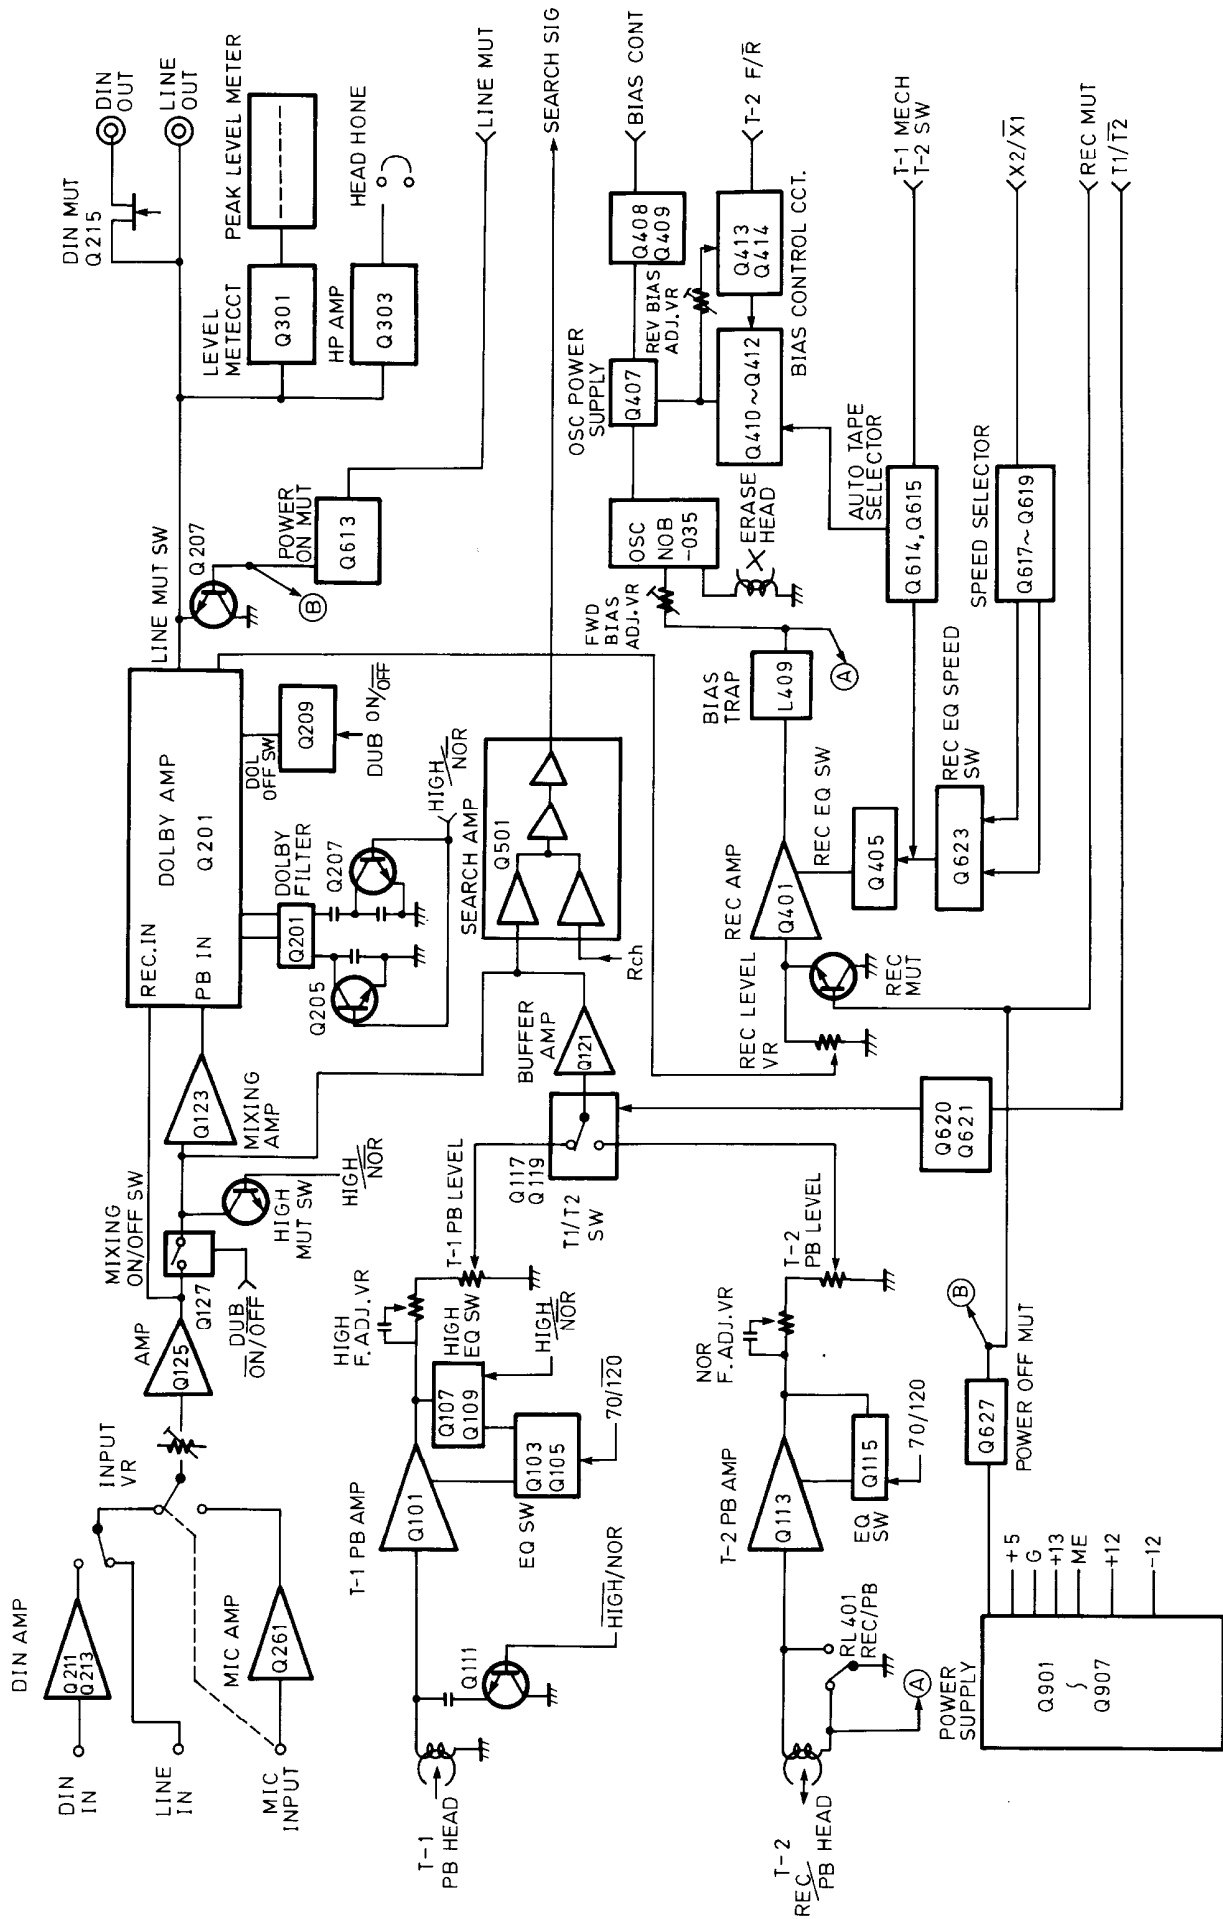 DIN
IN
LINE
IN
MIC
INPUT
DIN AMP
Q211
Q213
MIC AMP
Q261
INPUT
VR
AMP
Q125
Q127
MIXING
ON/OFF SW
DUB
ON/OFF
HIGH
MUT SW
HIGH/NOR
Q123
MIXING
AMP
REC.IN
PB IN
DOLBY AMP
Q201
DOL
OFF SW
Q209
DUB ON/OFF
Q201
DOLBY
FILTER
Q205
Q207
HIGH/NOR
LINE MUT SW
Q207
POWER
ON MUT
Q613
B
LINE MUT
DIN MUT
Q215
DIN
OUT
LINE
OUT
LEVEL
METECCT
Q301
PEAK LEVEL METER
HP AMP
Q303
HEAD HONE
T-1
PB HEAD
Q111
HIGH/NOR
T-1 PB AMP
Q101
EQ SW
Q103
Q105
70/120
Q107
Q109
HIGH
EQ SW
HIGH/NOR
HIGH
F.ADJ.VR
T-1 PB LEVEL
Q117
Q119
T1/T2
SW
BUFFER
AMP
Q121
SEARCH AMP
Q501
Rch
SEARCH SIG
T-2
REC/PB HEAD
RL401
REC/PB
A
T-2 PB AMP
Q113
EQ
SW
Q115
70/120
NOR
F.ADJ.VR
T-2
PB LEVEL
REC LEVEL
VR
REC
MUT
REC AMP
Q401
REC EQ SW
Q405
REC EQ SPEED
SW
Q623
BIAS
TRAP
L409
A
FWD
BIAS
ADJ.VR
OSC
NOB
-035
ERASE
HEAD
OSC POWER
SUPPLY
Q407
REV BIAS
ADJ.VR
Q408
Q409
BIAS CONT
Q410~Q412
Q413
Q414
BIAS CONTROL CCT.
T-2 F/R
AUTO TAPE
SELECTOR
Q614,Q615
T-1 MECH
T-2 SW
SPEED SELECTOR
Q617~Q619
X2/X1
REC MUT
T1/T2
Q620
Q621
POWER
SUPPLY
Q901
~
Q907
+5
G
+13
ME
+12
-12
Q627
POWER OFF MUT
B